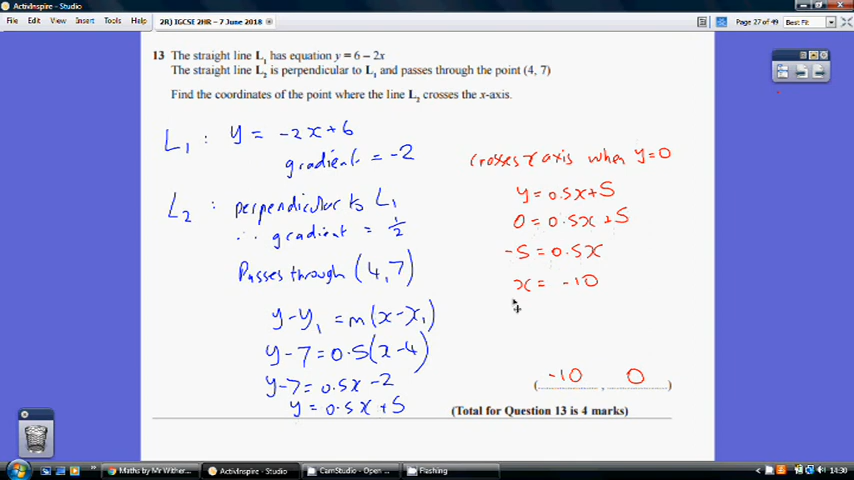 ActivInspire - Studio
File Edit View Insert Tools Help
2R) IGCSE 2HR – 7 June 2018
Page 27 of 49
Best Fit
13 The straight line L₁ has equation y = 6 – 2x
The straight line L₂ is perpendicular to L₁ and passes through the point (4, 7)
Find the coordinates of the point where the line L₂ crosses the x-axis.
L₁ : y = -2x+6
gradient = -2
L₂ : perpendicular to L₁
∴ gradient = 1/2
Passes through (4,7)
y-y₁ = m(x-x₁)
y-7 = 0.5(x-4)
y-7 = 0.5x-2
y = 0.5x+5
Crosses x axis when y=0
y = 0.5x+5
0 = 0.5x+5
-5 = 0.5x
x = -10
(-10, 0)
(Total for Question 13 is 4 marks)
Start
Maths by Mr Wither...
ActivInspire - Studio
CamStudio - Open ...
Flashing
14:30